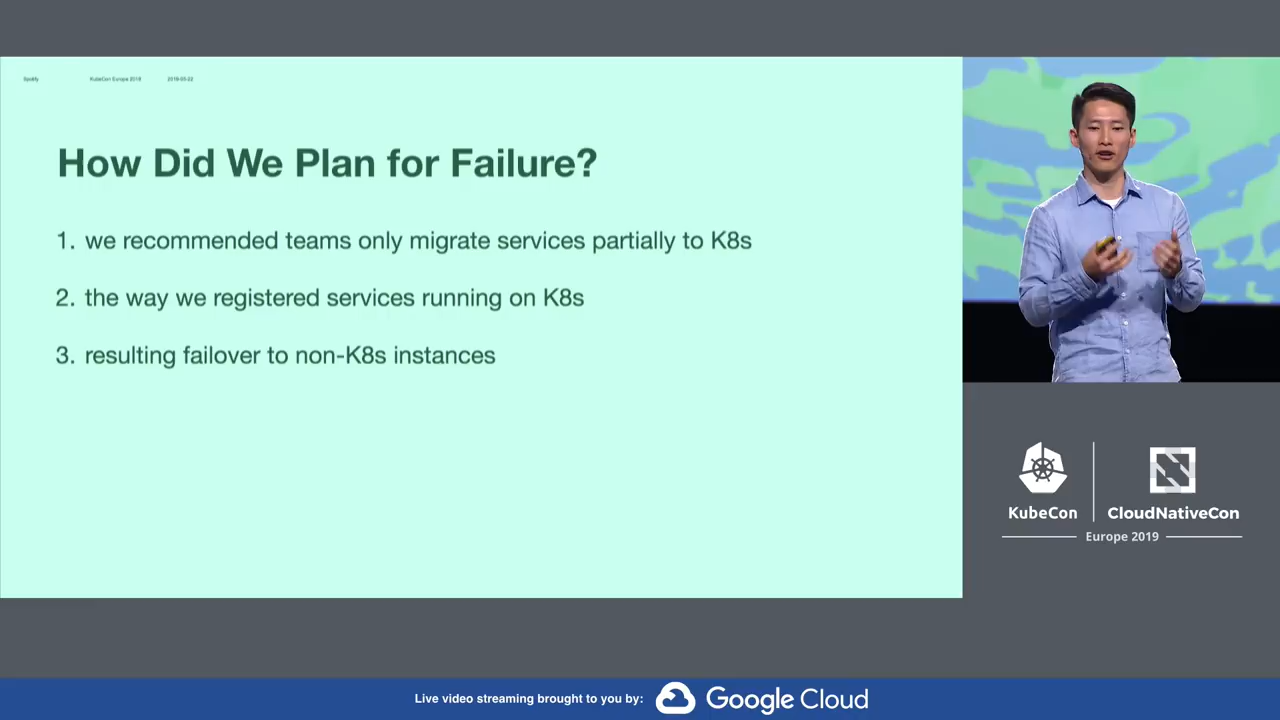 Spotify KubeCon Europe 2019 2019-05-22
How Did We Plan for Failure?
1. we recommended teams only migrate services partially to K8s
2. the way we registered services running on K8s
3. resulting failover to non-K8s instances
KubeCon CloudNativeCon
Europe 2019
Live video streaming brought to you by: Google Cloud